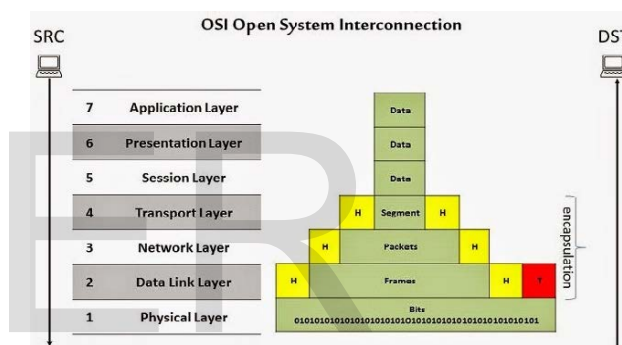 OSI Open System Interconnection
SRC
DST
7 Application Layer Data
6 Presentation Layer Data
5 Session Layer Data
4 Transport Layer H Segment H
3 Network Layer H Packets H
2 Data Link Layer H Frames H T
1 Physical Layer Bits
encapsulation
ER